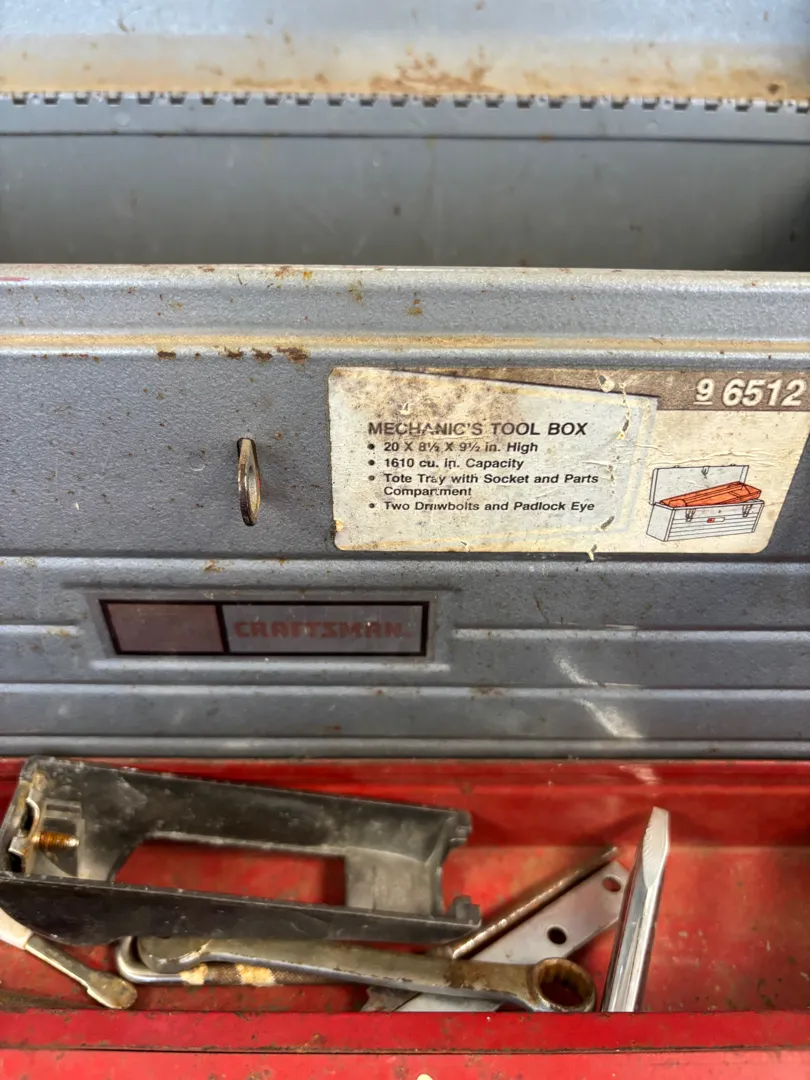 9 6512
MECHANIC'S TOOL BOX
• 20 X 8½ X 9½ in. High
• 1610 cu. in. Capacity
• Tote Tray with Socket and Parts
Compartment
• Two Drawbolts and Padlock Eye
CRAFTSMAN